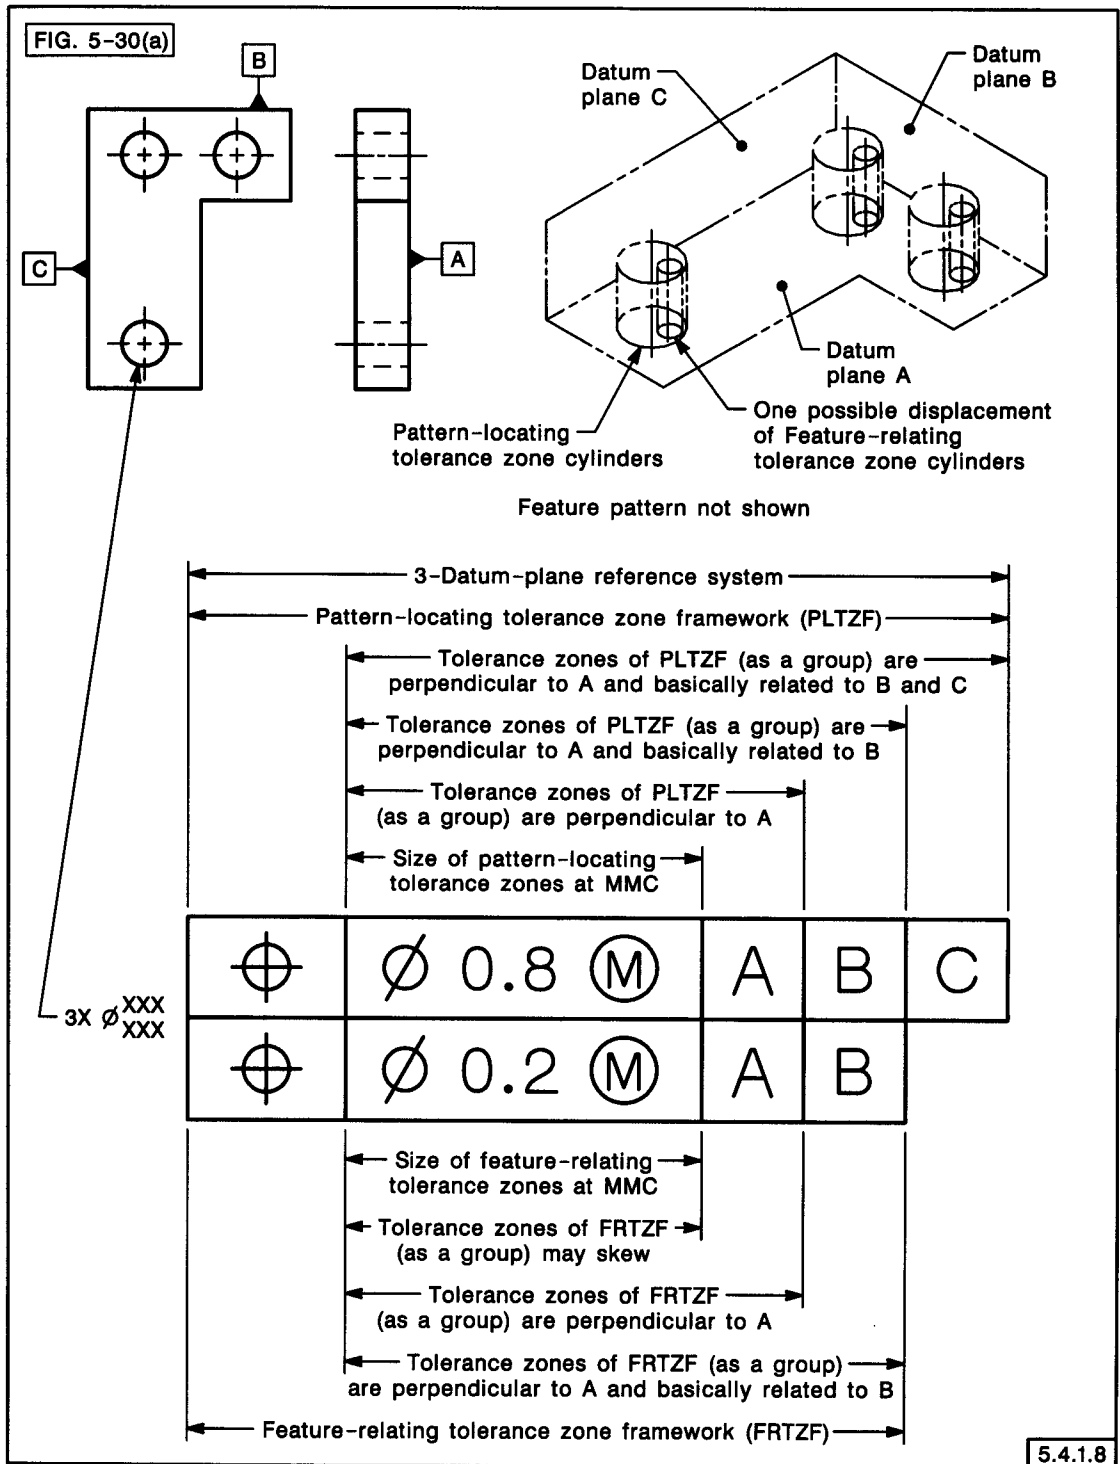 FIG. 5-30(a)
B
C
A
Datum
plane C
Datum
plane B
Datum
plane A
Pattern-locating
tolerance zone cylinders
One possible displacement
of Feature-relating
tolerance zone cylinders
Feature pattern not shown
3-Datum-plane reference system
Pattern-locating tolerance zone framework (PLTZF)
Tolerance zones of PLTZF (as a group) are
perpendicular to A and basically related to B and C
Tolerance zones of PLTZF (as a group) are
perpendicular to A and basically related to B
Tolerance zones of PLTZF
(as a group) are perpendicular to A
Size of pattern-locating
tolerance zones at MMC
3X ⌀ XXX
XXX
⌖ ⌀ 0.8 Ⓜ A B C
⌖ ⌀ 0.2 Ⓜ A B
Size of feature-relating
tolerance zones at MMC
Tolerance zones of FRTZF
(as a group) may skew
Tolerance zones of FRTZF
(as a group) are perpendicular to A
Tolerance zones of FRTZF (as a group)
are perpendicular to A and basically related to B
Feature-relating tolerance zone framework (FRTZF)
5.4.1.8